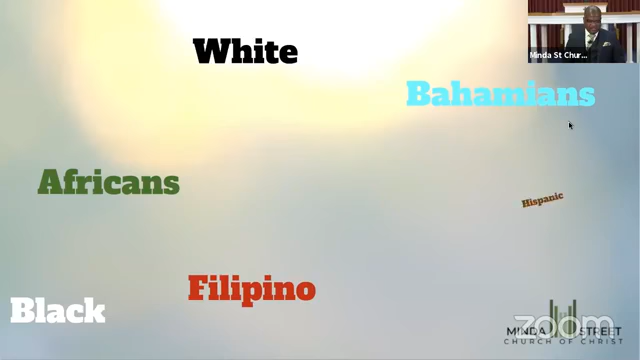 White
Minda St Chur...
Bahamians
Africans
Hispanic
Filipino
Black
MINDA STREET
CHURCH OF CHRIST
zoom